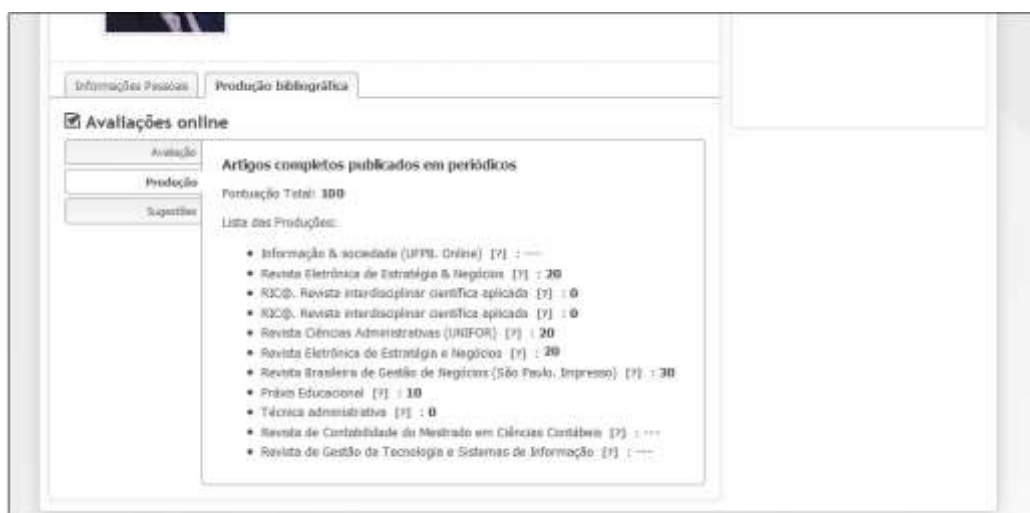 Informações Pessoais
Produção bibliográfica
Avaliações online
Avaliação
Produção
Sugestões
Artigos completos publicados em periódicos
Pontuação Total: 100
Lista das Produções:
Informação & sociedade (UFPB. Online) [?] : ---
Revista Eletrônica de Estratégia & Negócios [?] : 20
RIC@. Revista interdisciplinar científica aplicada [?] : 0
RIC@. Revista interdisciplinar científica aplicada [?] : 0
Revista Ciências Administrativas (UNIFOR) [?] : 20
Revista Eletrônica de Estratégia e Negócios [?] : 20
Revista Brasileira de Gestão de Negócios (São Paulo. Impresso) [?] : 30
Práxis Educacional [?] : 10
Técnica administrativa [?] : 0
Revista de Contabilidade do Mestrado em Ciências Contábeis [?] : ---
Revista de Gestão da Tecnologia e Sistemas de Informação [?] : ---